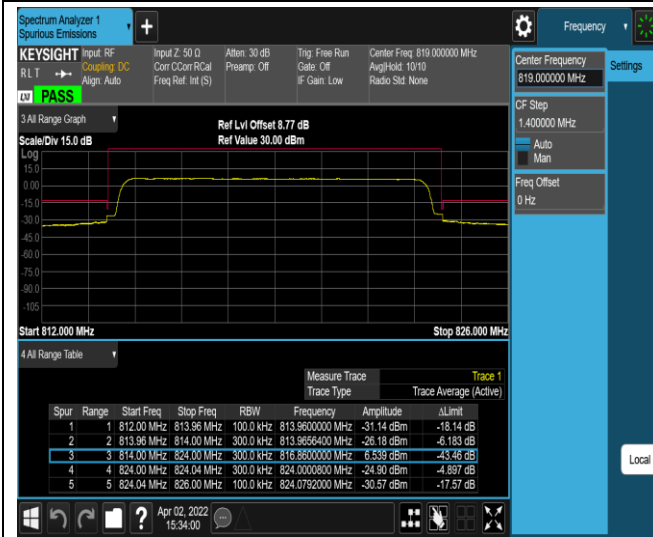 Spectrum Analyzer 1
Spurious Emissions
+
Frequency
KEYSIGHT
RLT
LXI
PASS
Input: RF
Coupling: DC
Align: Auto
Input Z: 50 Ω
Corr CCorr RCal
Freq Ref: Int (S)
Atten: 30 dB
Preamp: Off
Trig: Free Run
Gate: Off
IF Gain: Low
Center Freq: 819.000000 MHz
Avg|Hold: 10/10
Radio Std: None
Center Frequency
819.000000 MHz
Settings
CF Step
1.400000 MHz
Auto
Man
Freq Offset
0 Hz
3 All Range Graph
Scale/Div 15.0 dB
Ref Lvl Offset 8.77 dB
Ref Value 30.00 dBm
Log
15.0
0.00
-15.0
-30.0
-45.0
-60.0
-75.0
-90.0
-105
Start 812.000 MHz
Stop 826.000 MHz
4 All Range Table
Measure Trace Trace 1
Trace Type Trace Average (Active)
Spur Range Start Freq Stop Freq RBW Frequency Amplitude ΔLimit
1 1 812.00 MHz 813.96 MHz 100.0 kHz 813.9600000 MHz -31.14 dBm -18.14 dB
2 2 813.96 MHz 814.00 MHz 300.0 kHz 813.9656400 MHz -26.18 dBm -6.183 dB
3 3 814.00 MHz 824.00 MHz 300.0 kHz 816.8600000 MHz 6.539 dBm -43.46 dB
4 4 824.00 MHz 824.04 MHz 300.0 kHz 824.0000800 MHz -24.90 dBm -4.897 dB
5 5 824.04 MHz 826.00 MHz 100.0 kHz 824.0792000 MHz -30.57 dBm -17.57 dB
Local
?
Apr 02, 2022
15:34:00